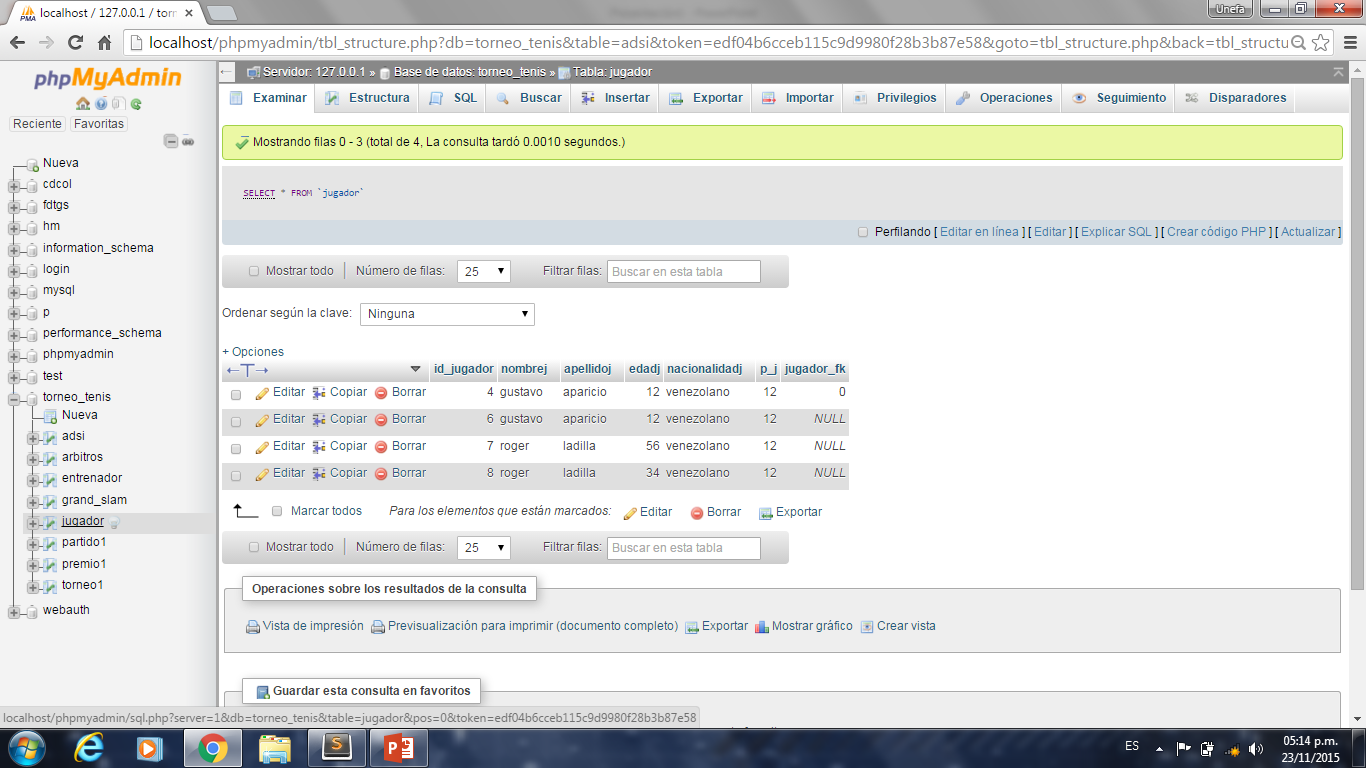 localhost / 127.0.0.1 / torn
Unefa
localhost/phpmyadmin/tbl_structure.php?db=torneo_tenis&table=adsi&token=edf04b6cceb115c9d9980f28b3b87e58&goto=tbl_structure.php&back=tbl_structu
phpMyAdmin
Reciente Favoritas
Nueva
cdcol
fdtgs
hm
information_schema
login
mysql
p
performance_schema
phpmyadmin
test
torneo_tenis
Nueva
adsi
arbitros
entrenador
grand_slam
jugador
partido1
premio1
torneo1
webauth
Servidor: 127.0.0.1 » Base de datos: torneo_tenis » Tabla: jugador
Examinar Estructura SQL Buscar Insertar Exportar Importar Privilegios Operaciones Seguimiento Disparadores
Mostrando filas 0 - 3 (total de 4, La consulta tardó 0.0010 segundos.)
SELECT * FROM `jugador`
Perfilando [ Editar en línea ] [ Editar ] [ Explicar SQL ] [ Crear código PHP ] [ Actualizar ]
Mostrar todo Número de filas: 25 Filtrar filas: Buscar en esta tabla
Ordenar según la clave: Ninguna
+ Opciones
←T→ id_jugador nombrej apellidoj edadj nacionalidadj p_j jugador_fk
Editar Copiar Borrar 4 gustavo aparicio 12 venezolano 12 0
Editar Copiar Borrar 6 gustavo aparicio 12 venezolano 12 NULL
Editar Copiar Borrar 7 roger ladilla 56 venezolano 12 NULL
Editar Copiar Borrar 8 roger ladilla 34 venezolano 12 NULL
Marcar todos Para los elementos que están marcados: Editar Borrar Exportar
Mostrar todo Número de filas: 25 Filtrar filas: Buscar en esta tabla
Operaciones sobre los resultados de la consulta
Vista de impresión Previsualización para imprimir (documento completo) Exportar Mostrar gráfico Crear vista
Guardar esta consulta en favoritos
localhost/phpmyadmin/sql.php?server=1&db=torneo_tenis&table=jugador&pos=0&token=edf04b6cceb115c9d9980f28b3b87e58
ES
05:14 p.m.
23/11/2015